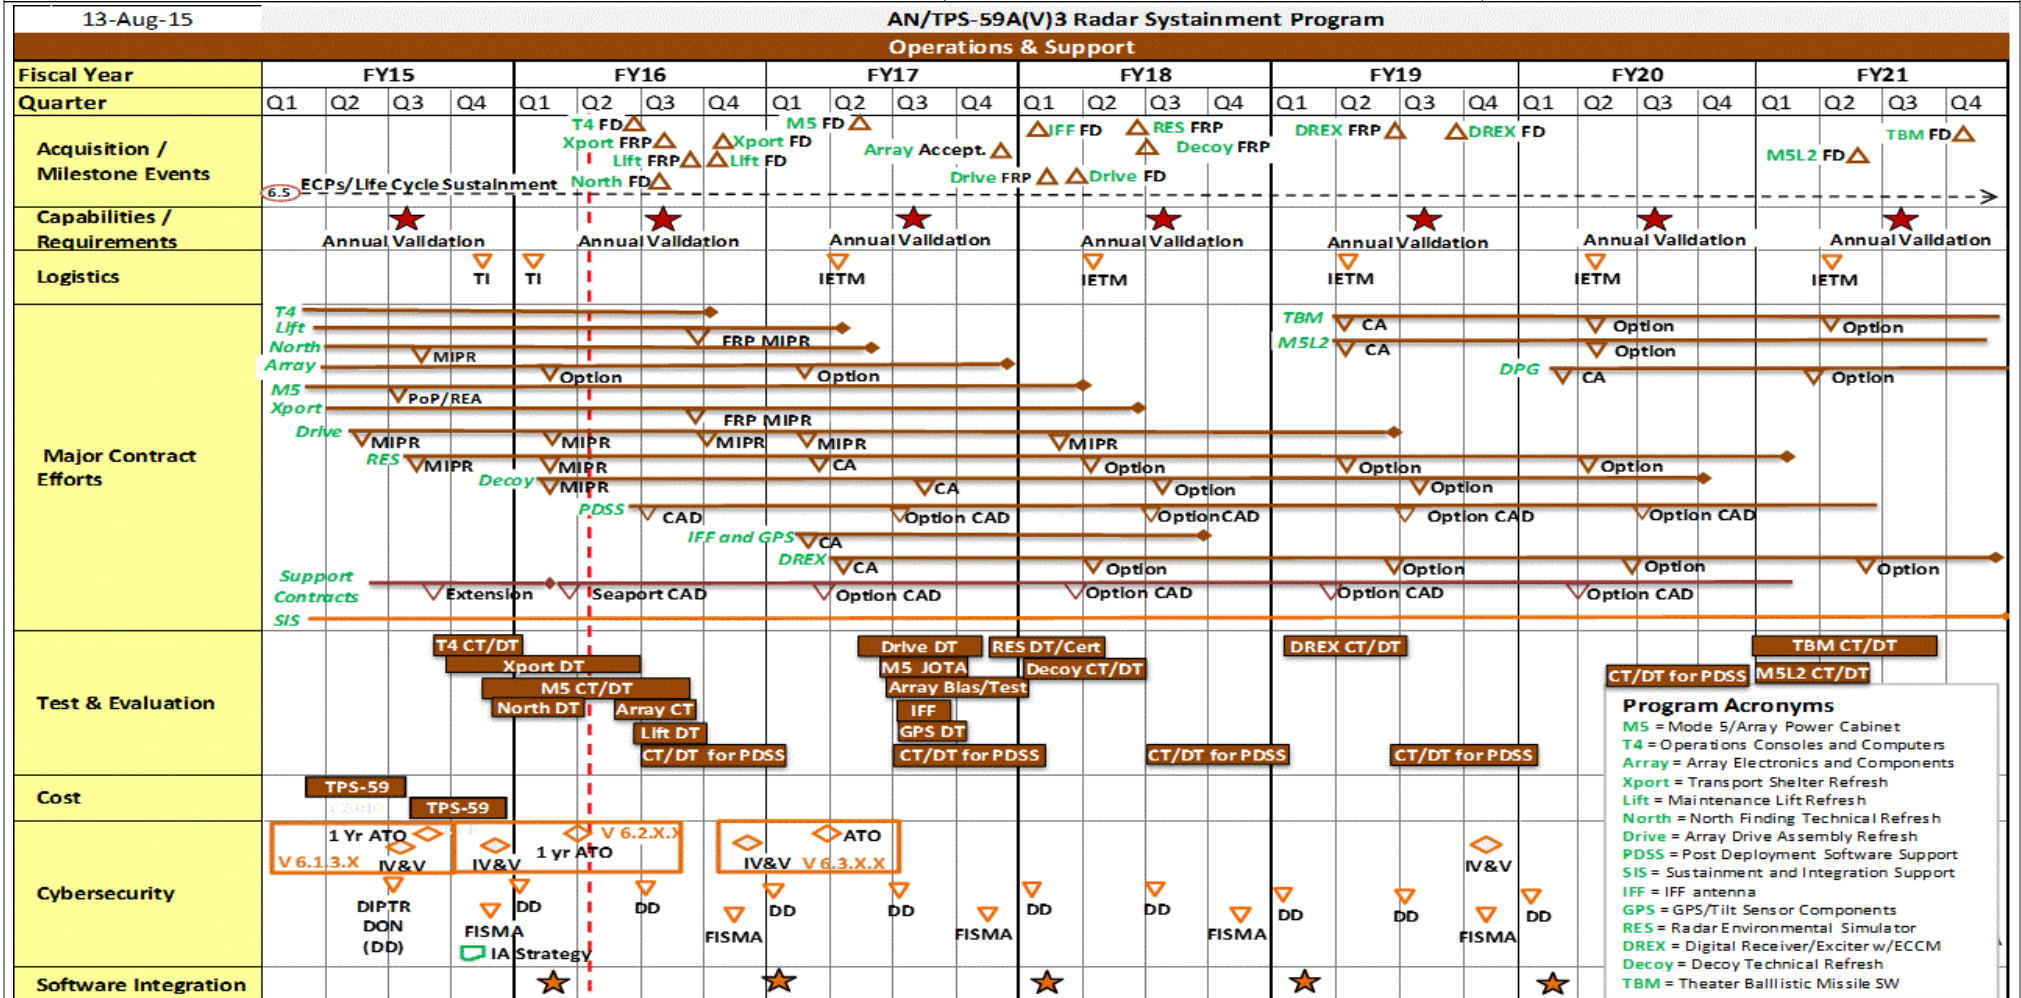 13-Aug-15 AN/TPS-59A(V)3 Radar Systainment Program
Operations & Support
Fiscal Year FY15 FY16 FY17 FY18 FY19 FY20 FY21
Quarter Q1 Q2 Q3 Q4 Q1 Q2 Q3 Q4 Q1 Q2 Q3 Q4 Q1 Q2 Q3 Q4 Q1 Q2 Q3 Q4 Q1 Q2 Q3 Q4 Q1 Q2 Q3 Q4
Acquisition /
Milestone Events
T4 FD M5 FD IFF FD RES FRP DREX FRP DREX FD TBM FD
Xport FRP Xport FD Array Accept. Decoy FRP M5L2 FD
Lift FRP Lift FD
North FD Drive FRP Drive FD
6.5 ECPs/Life Cycle Sustainment
Capabilities /
Requirements
Annual Validation Annual Validation Annual Validation Annual Validation Annual Validation Annual Validation Annual Validation
Logistics
TI TI IETM IETM IETM IETM IETM
Major Contract
Efforts
T4
Lift FRP MIPR
North MIPR
Array Option Option
M5 PoP/REA
Xport FRP MIPR
Drive MIPR MIPR MIPR MIPR MIPR
RES MIPR MIPR CA Option Option Option
Decoy MIPR CA Option Option
PDSS CAD Option CAD OptionCAD Option CAD Option CAD
IFF and GPS CA
DREX CA Option Option Option Option
TBM CA Option Option
M5L2 CA Option
DPG CA Option
Support
Contracts
Extension Seaport CAD Option CAD Option CAD Option CAD Option CAD
SIS
Test & Evaluation
T4 CT/DT Drive DT RES DT/Cert DREX CT/DT TBM CT/DT
Xport DT M5 JOTA Decoy CT/DT CT/DT for PDSS M5L2 CT/DT
M5 CT/DT Array Bias/Test
North DT Array CT IFF
Lift DT GPS DT
CT/DT for PDSS CT/DT for PDSS CT/DT for PDSS CT/DT for PDSS
Cost
TPS-59
TPS-59
Cybersecurity
1 Yr ATO V 6.2.X.X ATO
V 6.1.3.X IV&V IV&V 1 yr ATO IV&V V 6.3.X.X IV&V
DIPTR
DON
(DD)
DD DD DD DD DD DD DD DD DD
FISMA FISMA FISMA FISMA FISMA
IA Strategy
Software Integration
Program Acronyms
M5 = Mode 5/Array Power Cabinet
T4 = Operations Consoles and Computers
Array = Array Electronics and Components
Xport = Transport Shelter Refresh
Lift = Maintenance Lift Refresh
North = North Finding Technical Refresh
Drive = Array Drive Assembly Refresh
PDSS = Post Deployment Software Support
SIS = Sustainment and Integration Support
IFF = IFF antenna
GPS = GPS/Tilt Sensor Components
RES = Radar Environmental Simulator
DREX = Digital Receiver/Exciter w/ECCM
Decoy = Decoy Technical Refresh
TBM = Theater Balllistic Missile SW